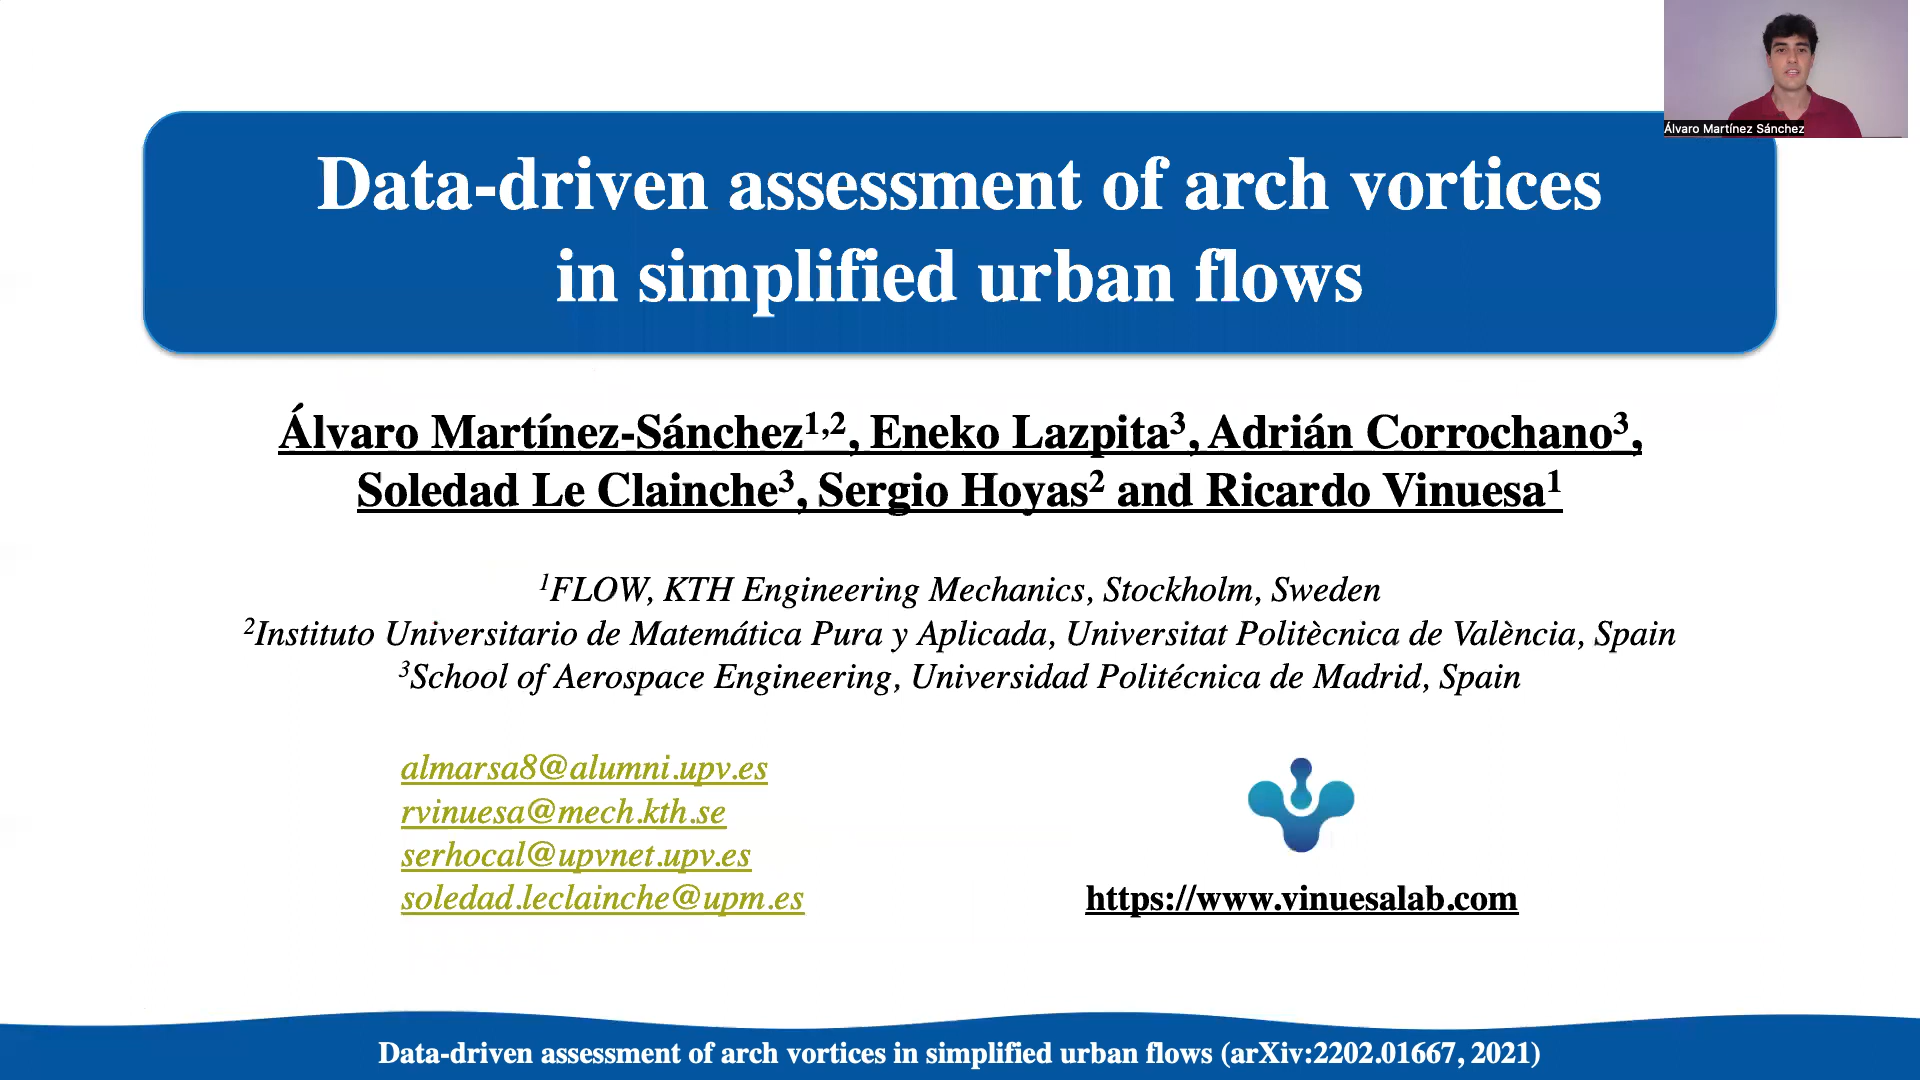 Álvaro Martínez Sánchez
Data-driven assessment of arch vortices
in simplified urban flows
Álvaro Martínez-Sánchez1,2, Eneko Lazpita3, Adrián Corrochano3,
Soledad Le Clainche3, Sergio Hoyas2 and Ricardo Vinuesa1
1FLOW, KTH Engineering Mechanics, Stockholm, Sweden
2Instituto Universitario de Matemática Pura y Aplicada, Universitat Politècnica de València, Spain
3School of Aerospace Engineering, Universidad Politécnica de Madrid, Spain
almarsa8@alumni.upv.es
rvinuesa@mech.kth.se
serhocal@upvnet.upv.es
soledad.leclainche@upm.es
https://www.vinuesalab.com
Data-driven assessment of arch vortices in simplified urban flows (arXiv:2202.01667, 2021)